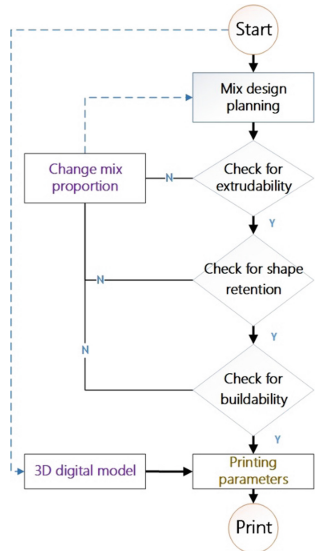 Start
Mix design
planning
Change mix
proportion
N
Check for
extrudability
Y
N
Check for shape
retention
Y
N
Check for
buildability
Y
3D digital model
Printing
parameters
Print